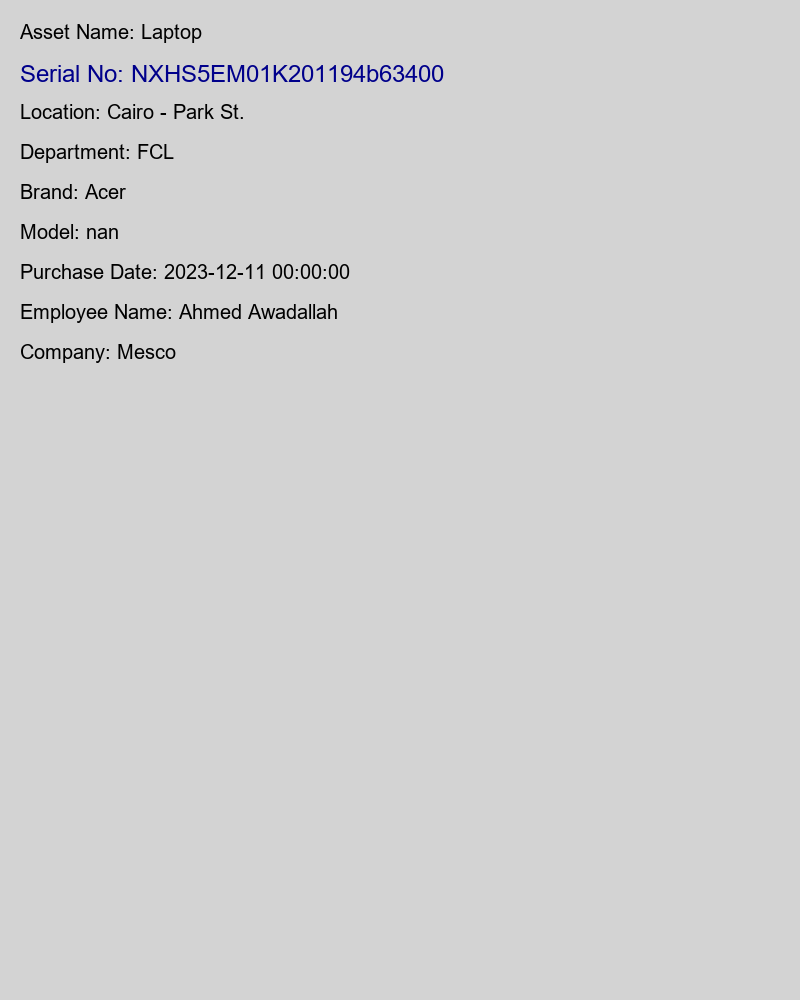 Asset Name: Laptop
Serial No: NXHS5EM01K201194b63400
Location: Cairo - Park St.
Department: FCL
Brand: Acer
Model: nan
Purchase Date: 2023-12-11 00:00:00
Employee Name: Ahmed Awadallah
Company: Mesco